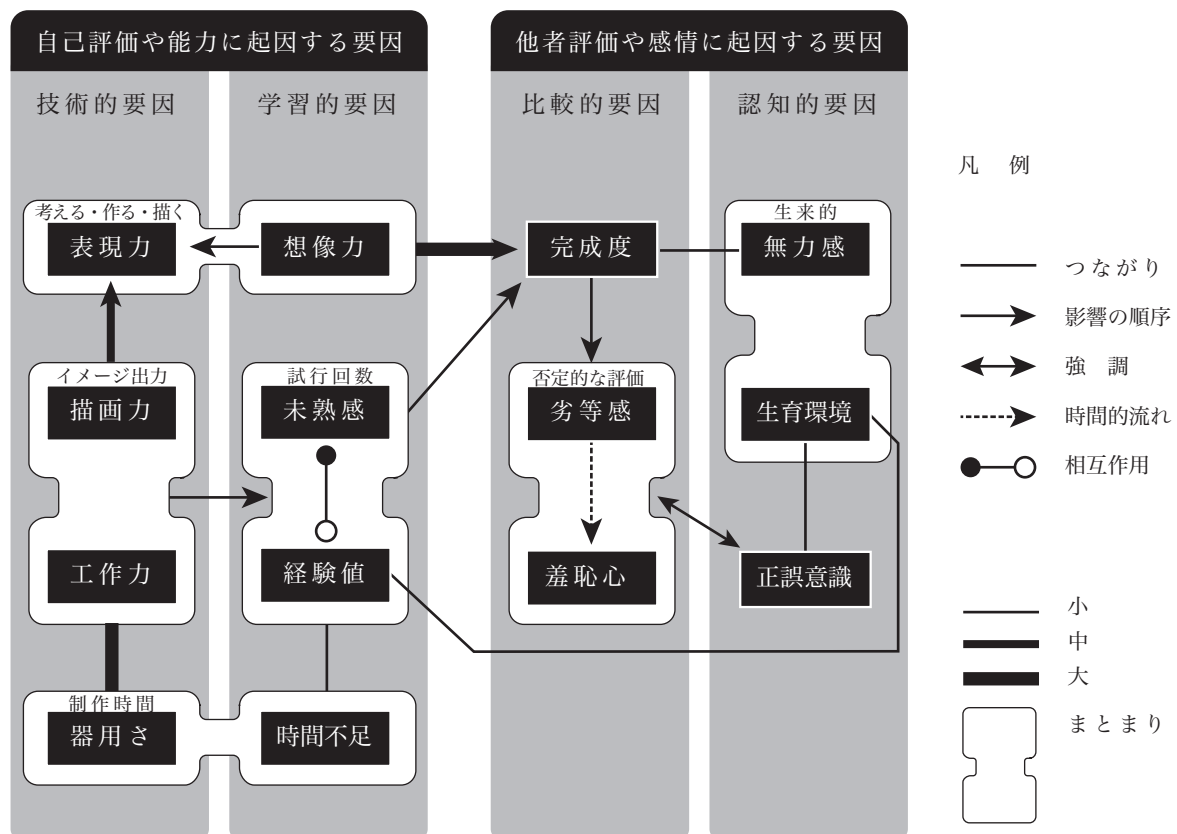 自己評価や能力に起因する要因
技術的要因
学習的要因
考える・作る・描く
表現力
想像力
イメージ出力
描画力
試行回数
未熟感
工作力
経験値
制作時間
器用さ
時間不足
他者評価や感情に起因する要因
比較的要因
認知的要因
完成度
生来的
無力感
否定的な評価
劣等感
生育環境
羞恥心
正誤意識
凡 例
つながり
影響の順序
強 調
時間的流れ
相互作用
小
中
大
まとまり